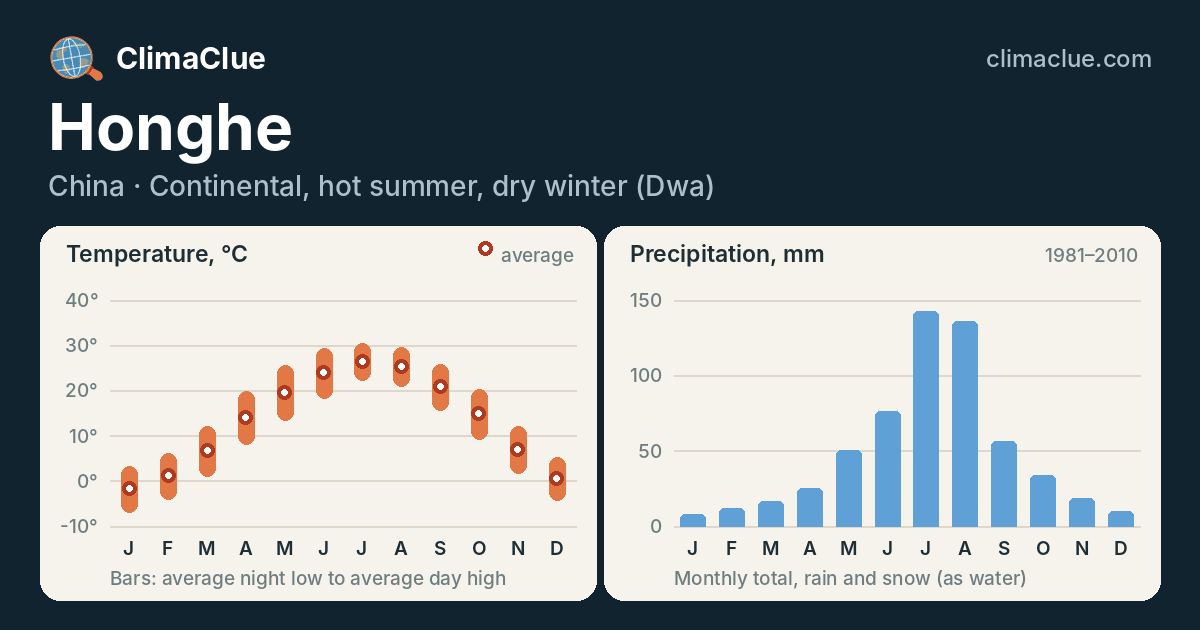 ClimaClue
climaclue.com
Honghe
China · Continental, hot summer, dry winter (Dwa)
Temperature, °C
average
40°
30°
20°
10°
0°
-10°
J F M A M J J A S O N D
Bars: average night low to average day high
Precipitation, mm
1981–2010
150
100
50
0
J F M A M J J A S O N D
Monthly total, rain and snow (as water)